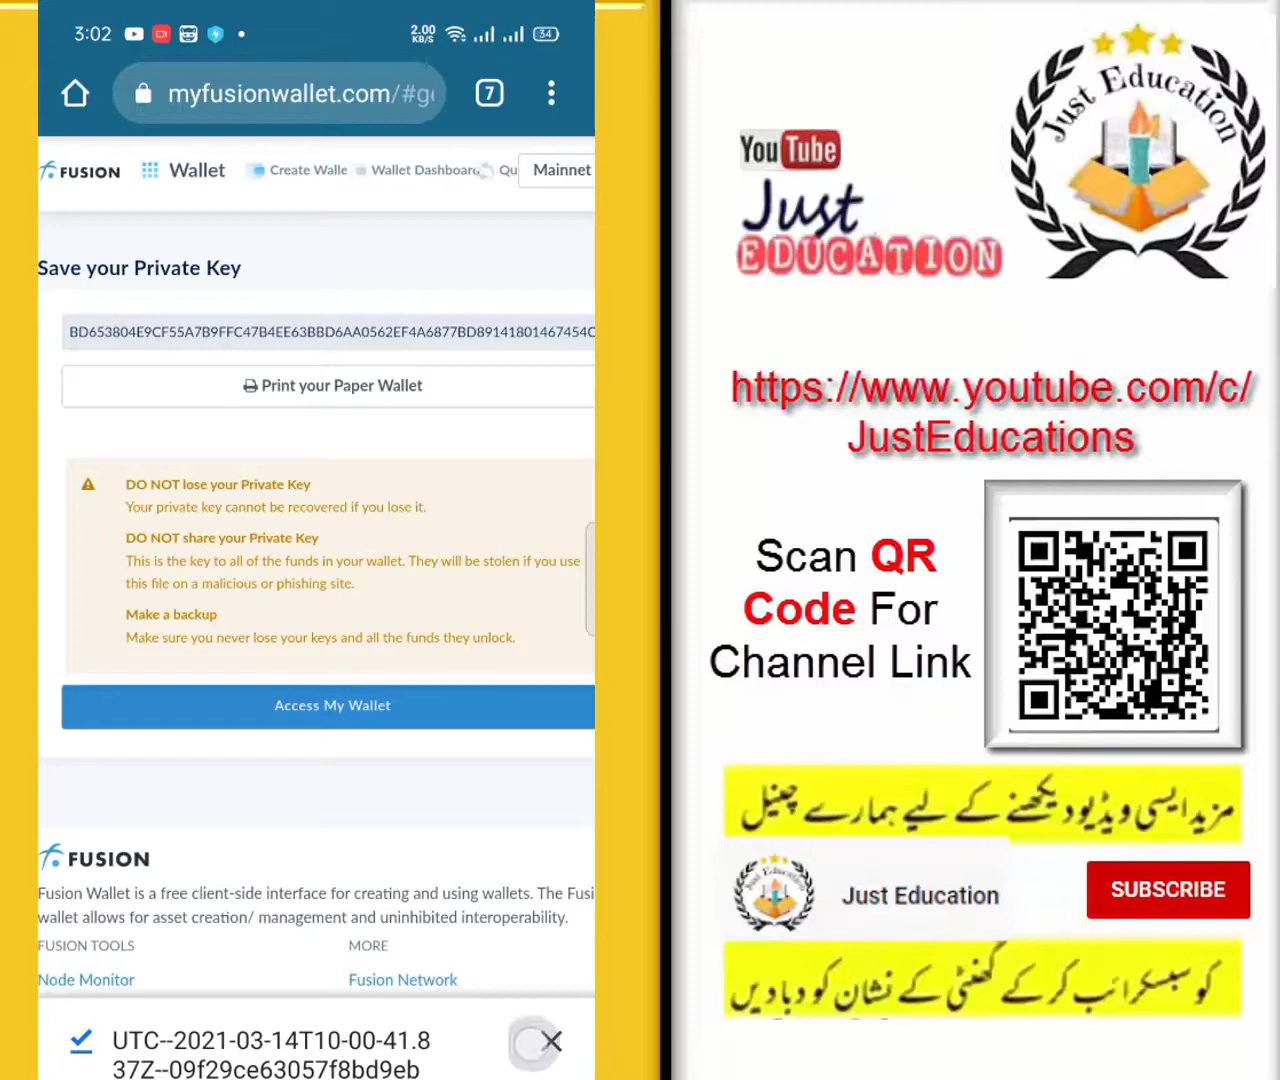 3:02
2.00
KB/S
34
myfusionwallet.com/#g
7
FUSION
Wallet
Create Walle
Wallet Dashboard
Qu
Mainnet
Save your Private Key
BD653804E9CF55A7B9FFC47B4EE63BBD6AA0562EF4A6877BD89141801467454C
Print your Paper Wallet
DO NOT lose your Private Key
Your private key cannot be recovered if you lose it.
DO NOT share your Private Key
This is the key to all of the funds in your wallet. They will be stolen if you use
this file on a malicious or phishing site.
Make a backup
Make sure you never lose your keys and all the funds they unlock.
Access My Wallet
FUSION
Fusion Wallet is a free client-side interface for creating and using wallets. The Fusi
wallet allows for asset creation/ management and uninhibited interoperability.
FUSION TOOLS
MORE
Node Monitor
Fusion Network
UTC--2021-03-14T10-00-41.8
37Z--09f29ce63057f8bd9eb
YouTube
Just
EDUCATION
Just Education
https://www.youtube.com/c/
JustEducations
Scan QR
Code For
Channel Link
مزید ایسی ویڈیو دیکھنے کے لیے ہمارے چینل
Just Education
SUBSCRIBE
کو سبسکرائب کر کے گھنٹی کے نشان کو دبا دیں